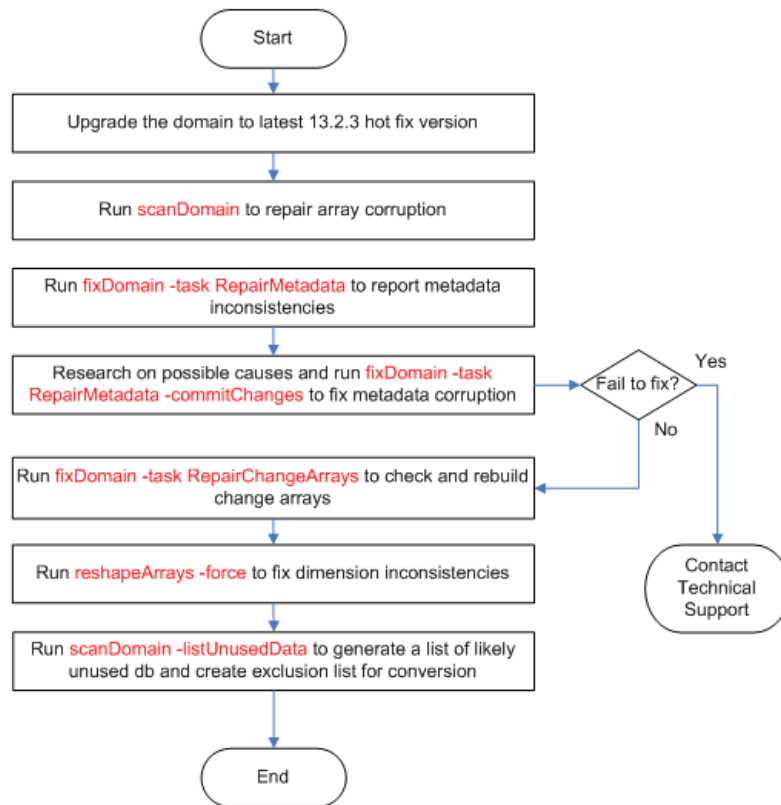 Start
Upgrade the domain to latest 13.2.3 hot fix version
Run scanDomain to repair array corruption
Run fixDomain -task RepairMetadata to report metadata
inconsistencies
Research on possible causes and run fixDomain -task
RepairMetadata -commitChanges to fix metadata corruption
Fail to fix?
Yes
No
Run fixDomain -task RepairChangeArrays to check and rebuild
change arrays
Run reshapeArrays -force to fix dimension inconsistencies
Contact
Technical
Support
Run scanDomain -listUnusedData to generate a list of likely
unused db and create exclusion list for conversion
End